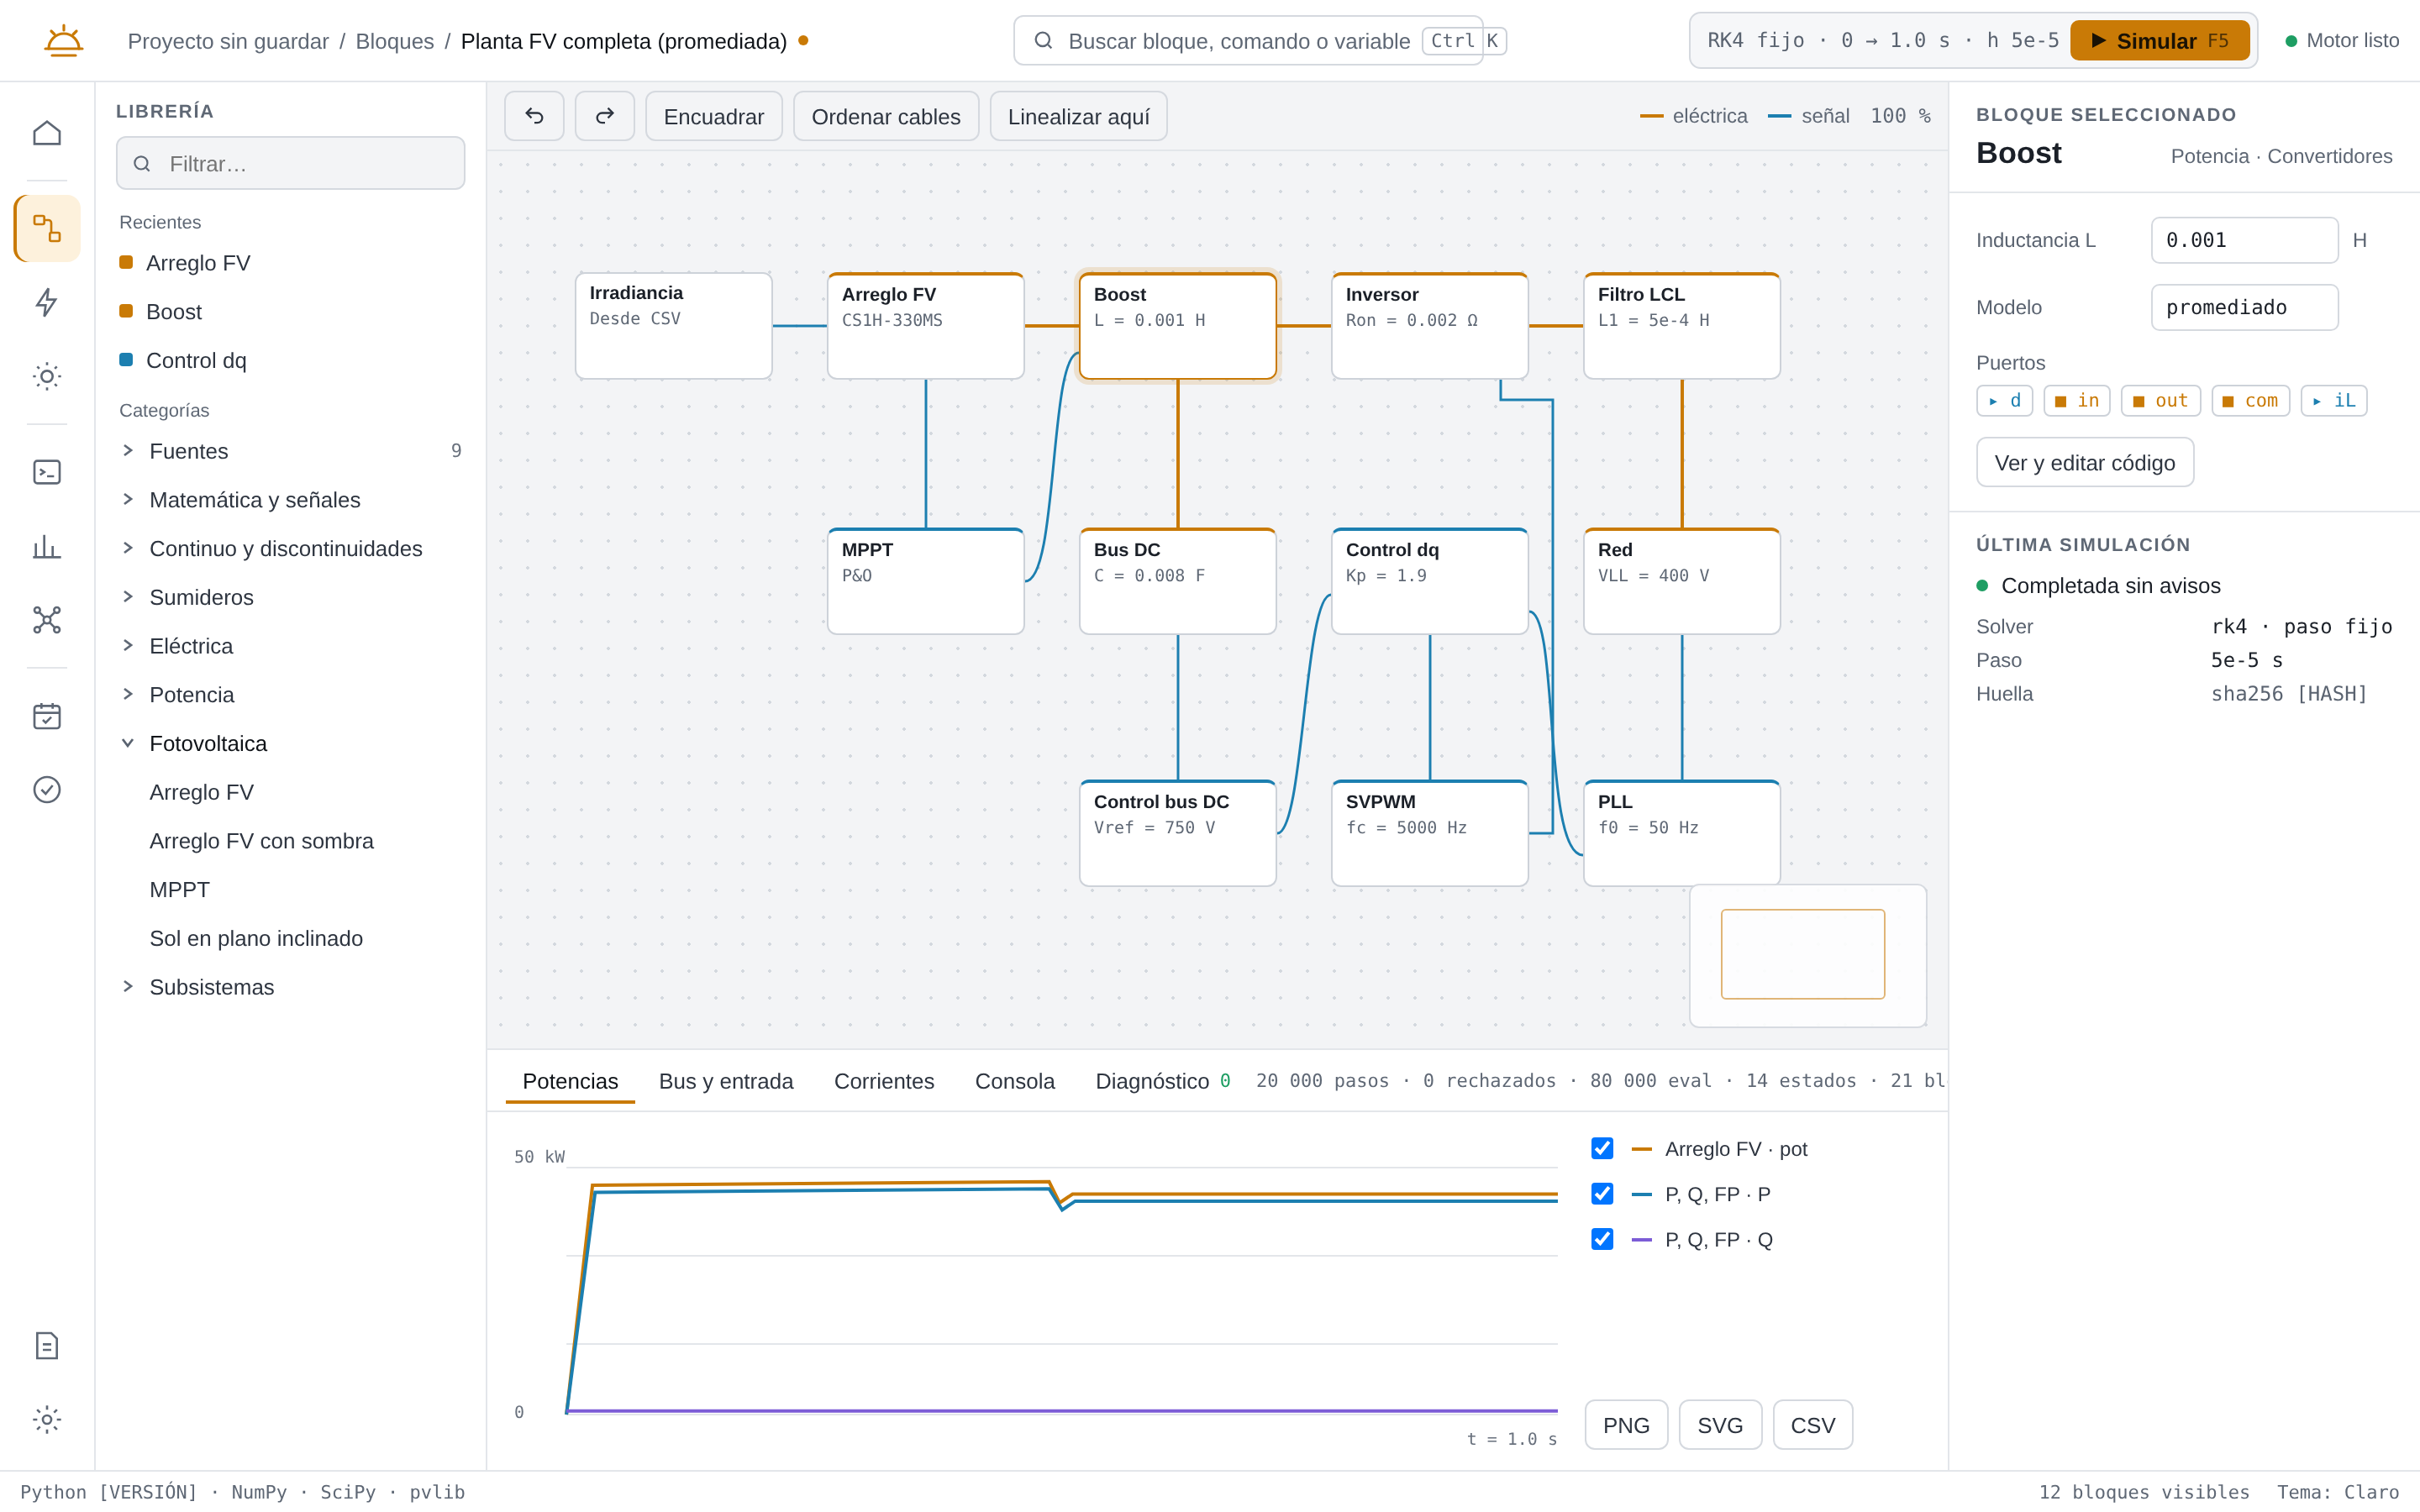 Proyecto sin guardar / Bloques / Planta FV completa (promediada)
Buscar bloque, comando o variable Ctrl K
RK4 fijo · 0 → 1.0 s · h 5e-5
Simular F5
Motor listo
LIBRERÍA
Filtrar…
Recientes
Arreglo FV
Boost
Control dq
Categorías
Fuentes 9
Matemática y señales
Continuo y discontinuidades
Sumideros
Eléctrica
Potencia
Fotovoltaica
Arreglo FV
Arreglo FV con sombra
MPPT
Sol en plano inclinado
Subsistemas
Encuadrar
Ordenar cables
Linealizar aquí
eléctrica
señal
100 %
Irradiancia
Desde CSV
Arreglo FV
CS1H-330MS
Boost
L = 0.001 H
Inversor
Ron = 0.002 Ω
Filtro LCL
L1 = 5e-4 H
MPPT
P&O
Bus DC
C = 0.008 F
Control dq
Kp = 1.9
Red
VLL = 400 V
Control bus DC
Vref = 750 V
SVPWM
fc = 5000 Hz
PLL
f0 = 50 Hz
Potencias
Bus y entrada
Corrientes
Consola
Diagnóstico 0
20 000 pasos · 0 rechazados · 80 000 eval · 14 estados · 21 bl
50 kW
0
t = 1.0 s
Arreglo FV · pot
P, Q, FP · P
P, Q, FP · Q
PNG
SVG
CSV
BLOQUE SELECCIONADO
Boost
Potencia · Convertidores
Inductancia L 0.001 H
Modelo promediado
Puertos
▸ d
■ in
■ out
■ com
▸ iL
Ver y editar código
ÚLTIMA SIMULACIÓN
Completada sin avisos
Solver rk4 · paso fijo
Paso 5e-5 s
Huella sha256 [HASH]
Python [VERSIÓN] · NumPy · SciPy · pvlib
12 bloques visibles
Tema: Claro